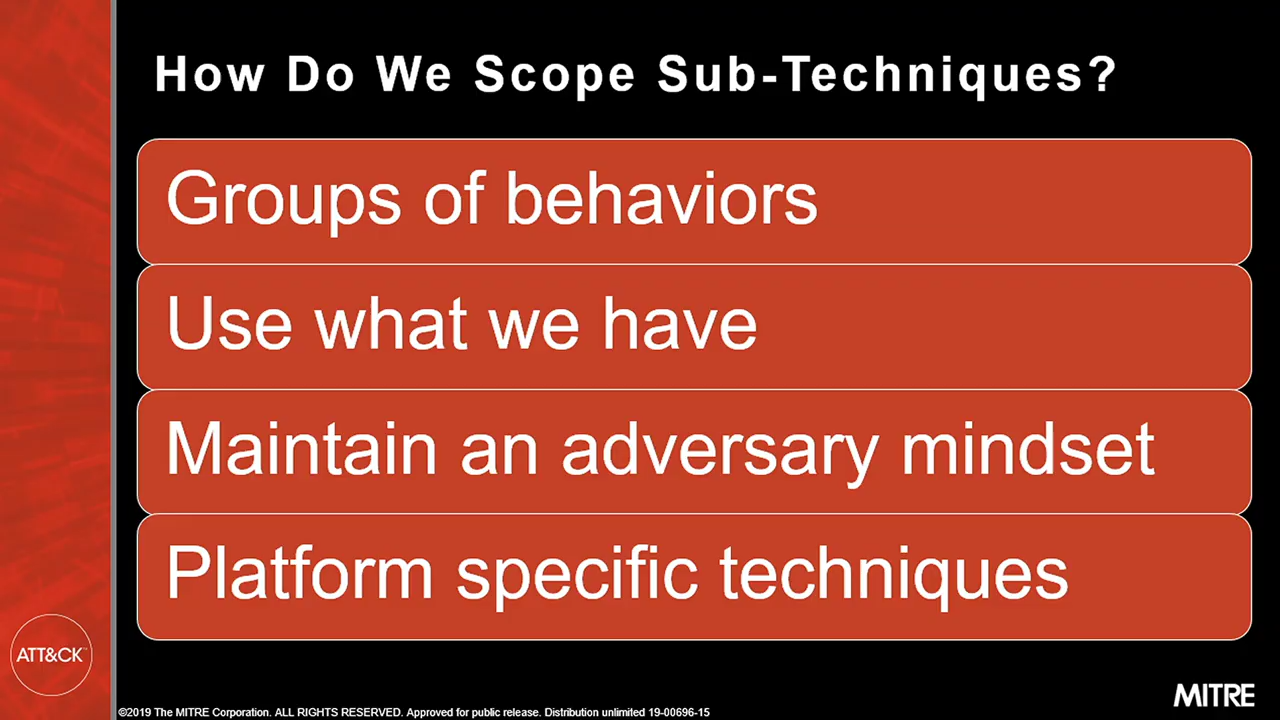 How Do We Scope Sub-Techniques?
Groups of behaviors
Use what we have
Maintain an adversary mindset
Platform specific techniques
ATT&CK™
MITRE
©2019 The MITRE Corporation. ALL RIGHTS RESERVED. Approved for public release. Distribution unlimited 19-00696-15